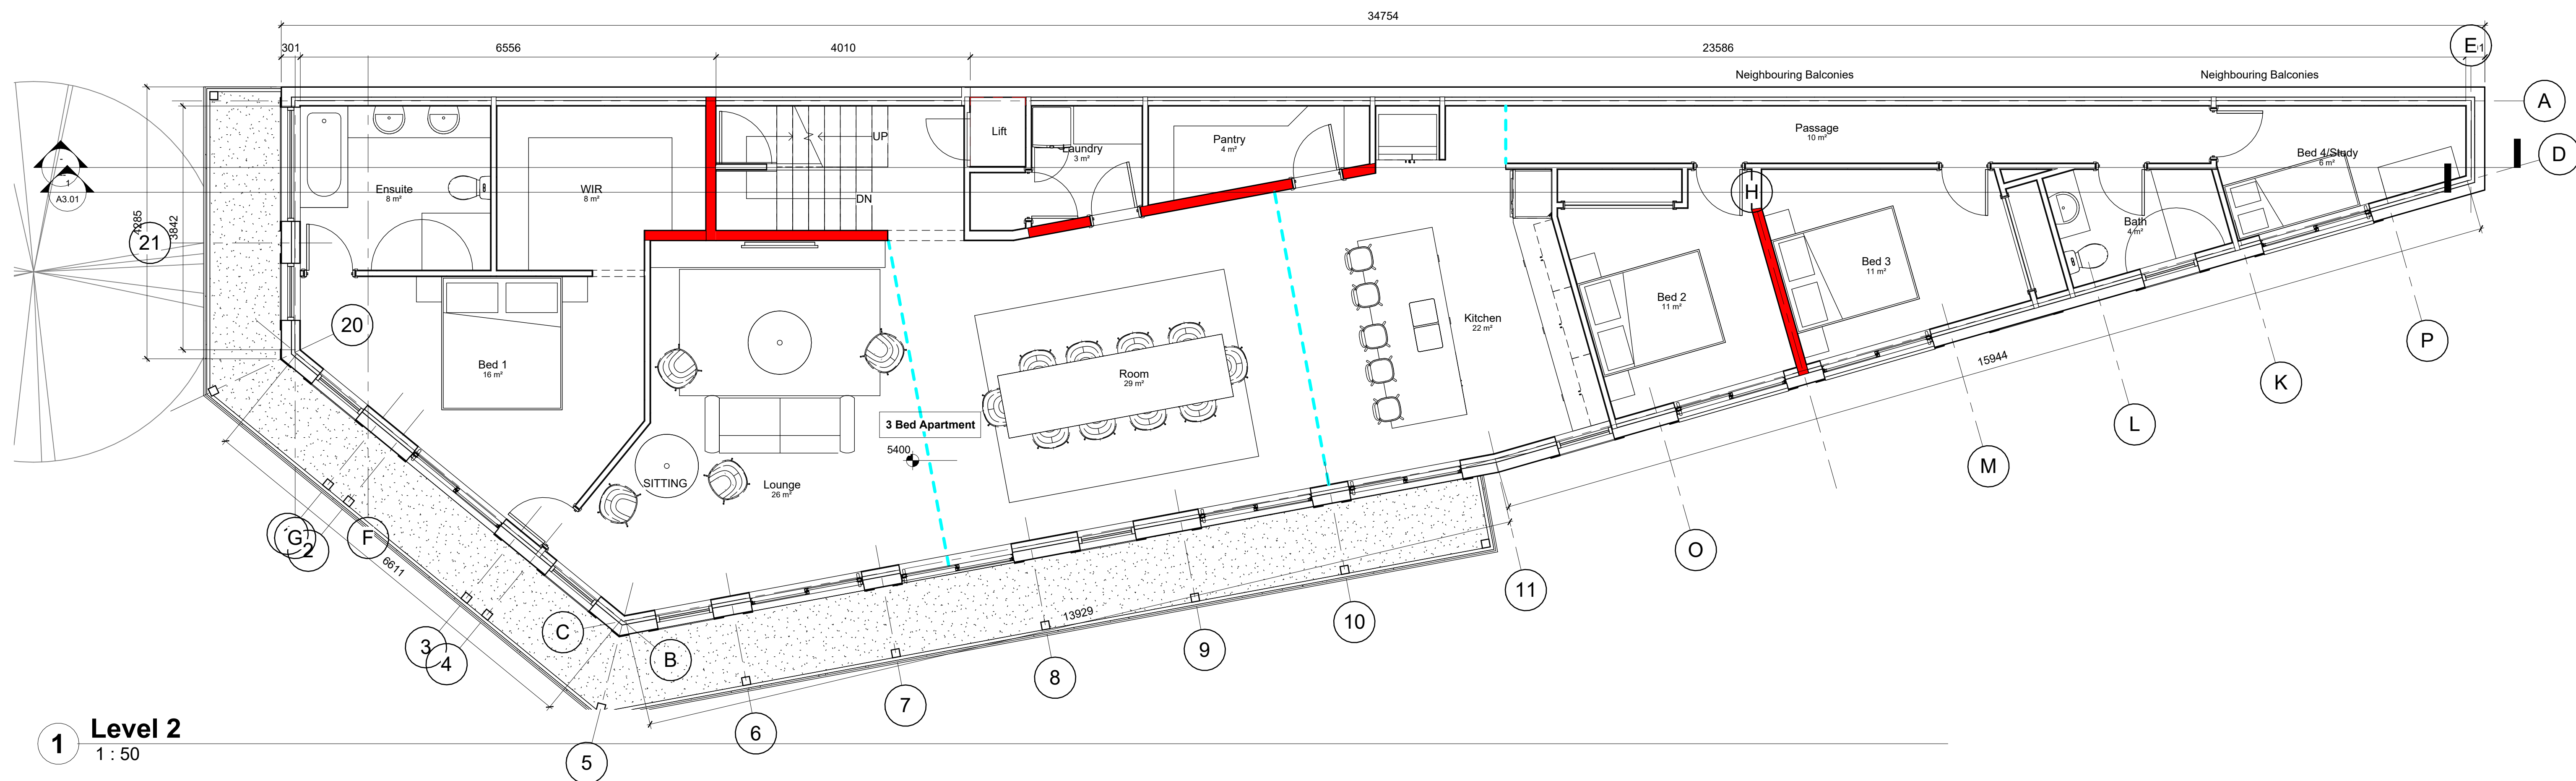 34754
301
6556
4010
23586
E
1
Neighbouring Balconies
Neighbouring Balconies
A
UP
Lift
Laundry
3 m²
Pantry
4 m²
Passage
10 m²
Bed 4/Study
6 m²
D
1
A3.01
4285
3842
21
Ensuite
8 m²
WIR
8 m²
DN
H
Bath
4 m²
Bed 3
11 m²
Bed 2
11 m²
Kitchen
22 m²
20
Bed 1
16 m²
Room
29 m²
15944
P
K
L
M
O
3 Bed Apartment
5400
SITTING
Lounge
26 m²
G
2
F
6611
C
B
3
4
13929
11
10
9
8
7
6
5
1
Level 2
1 : 50